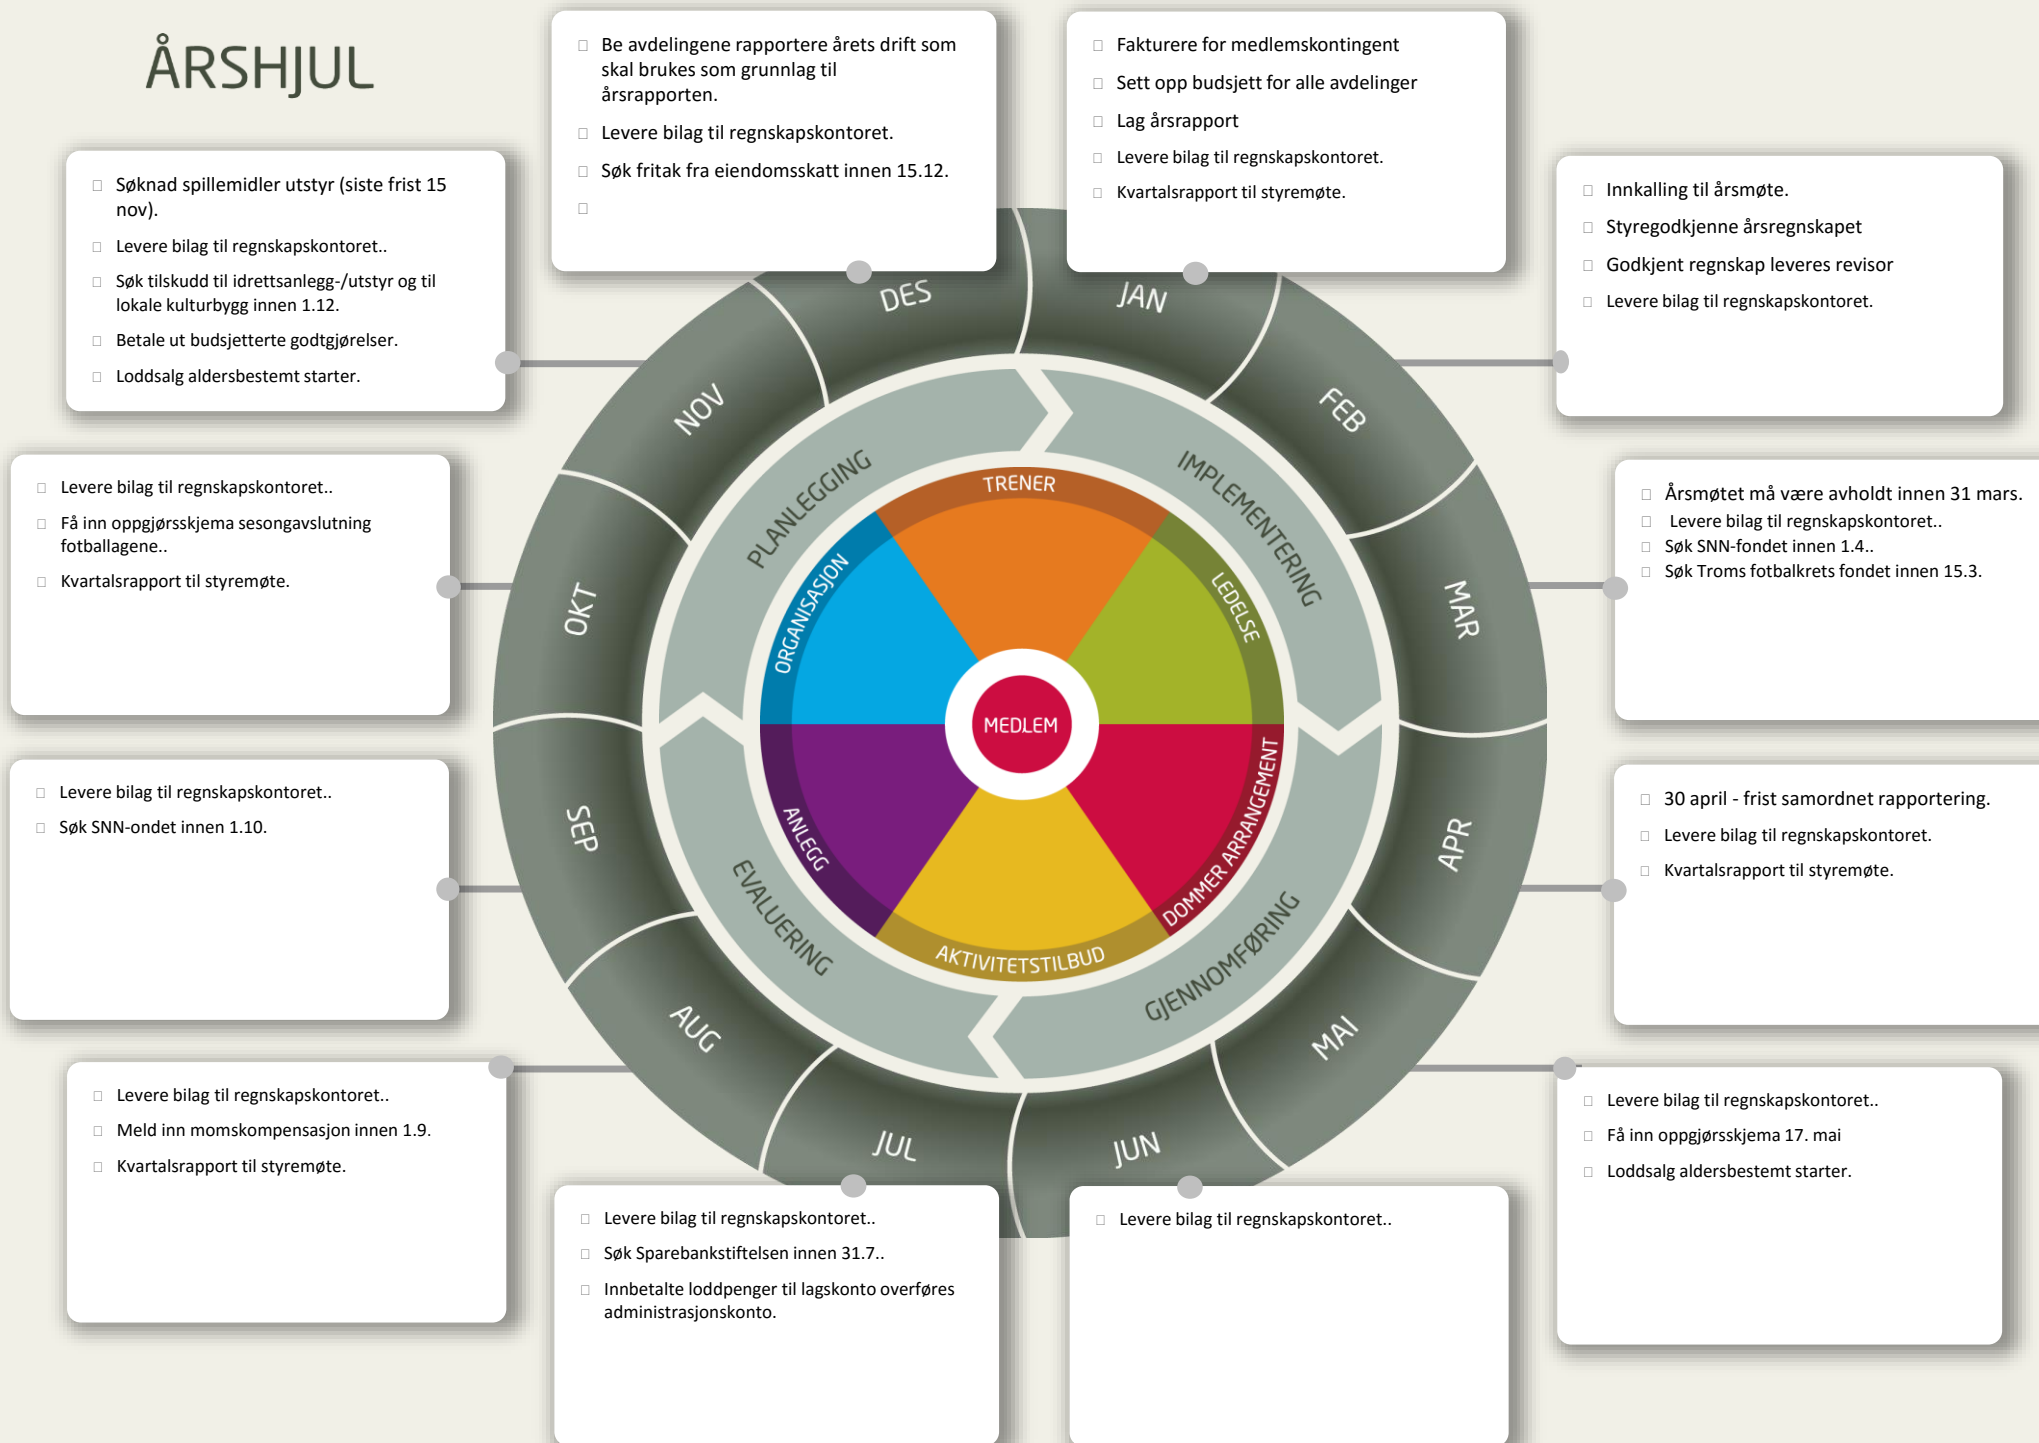 ÅRSHJUL
Be avdelingene rapportere årets drift som
skal brukes som grunnlag til
årsrapporten.
Levere bilag til regnskapskontoret.
Søk fritak fra eiendomsskatt innen 15.12.
Fakturere for medlemskontingent
Sett opp budsjett for alle avdelinger
Lag årsrapport
Levere bilag til regnskapskontoret.
Kvartalsrapport til styremøte.
Søknad spillemidler utstyr (siste frist 15
nov).
Levere bilag til regnskapskontoret..
Søk tilskudd til idrettsanlegg-/utstyr og til
lokale kulturbygg innen 1.12.
Betale ut budsjetterte godtgjørelser.
Loddsalg aldersbestemt starter.
Innkalling til årsmøte.
Styregodkjenne årsregnskapet
Godkjent regnskap leveres revisor
Levere bilag til regnskapskontoret.
Levere bilag til regnskapskontoret..
Få inn oppgjørsskjema sesongavslutning
fotballagene..
Kvartalsrapport til styremøte.
Årsmøtet må være avholdt innen 31 mars.
Levere bilag til regnskapskontoret..
Søk SNN-fondet innen 1.4..
Søk Troms fotbalkrets fondet innen 15.3.
Levere bilag til regnskapskontoret..
Søk SNN-ondet innen 1.10.
30 april - frist samordnet rapportering.
Levere bilag til regnskapskontoret.
Kvartalsrapport til styremøte.
Levere bilag til regnskapskontoret..
Meld inn momskompensasjon innen 1.9.
Kvartalsrapport til styremøte.
Levere bilag til regnskapskontoret..
Få inn oppgjørsskjema 17. mai
Loddsalg aldersbestemt starter.
Levere bilag til regnskapskontoret..
Søk Sparebankstiftelsen innen 31.7..
Innbetalte loddpenger til lagskonto overføres
administrasjonskonto.
Levere bilag til regnskapskontoret..
DES
JAN
FEB
MAR
APR
MAI
JUN
JUL
AUG
SEP
OKT
NOV
PLANLEGGING
IMPLEMENTERING
GJENNOMFØRING
EVALUERING
TRENER
LEDELSE
DOMMER ARRANGEMENT
AKTIVITETSTILBUD
ANLEGG
ORGANISASJON
MEDLEM